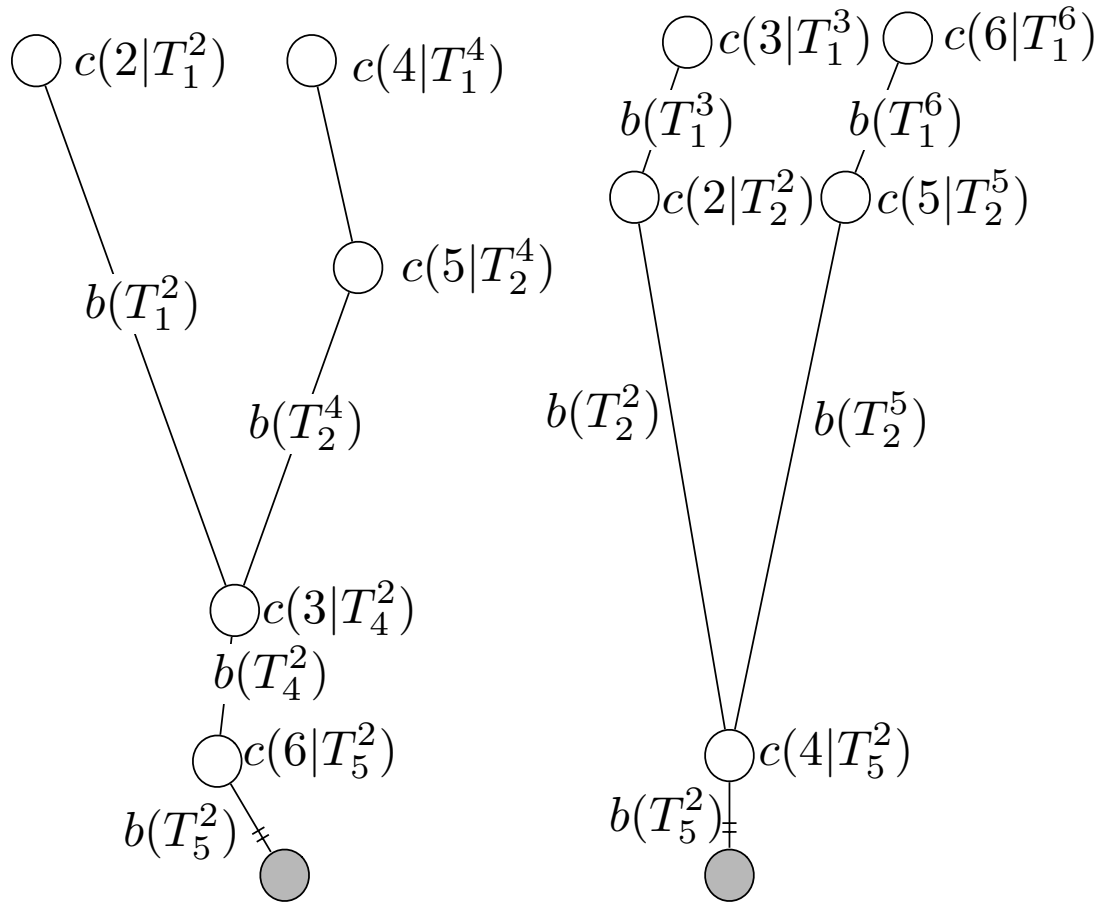 c(2|T_1^2)
c(4|T_1^4)
b(T_1^2)
c(5|T_2^4)
b(T_2^4)
c(3|T_4^2)
b(T_4^2)
c(6|T_5^2)
b(T_5^2)
c(3|T_1^3)
c(6|T_1^6)
b(T_1^3)
b(T_1^6)
c(2|T_2^2)
c(5|T_2^5)
b(T_2^2)
b(T_2^5)
c(4|T_5^2)
b(T_5^2)